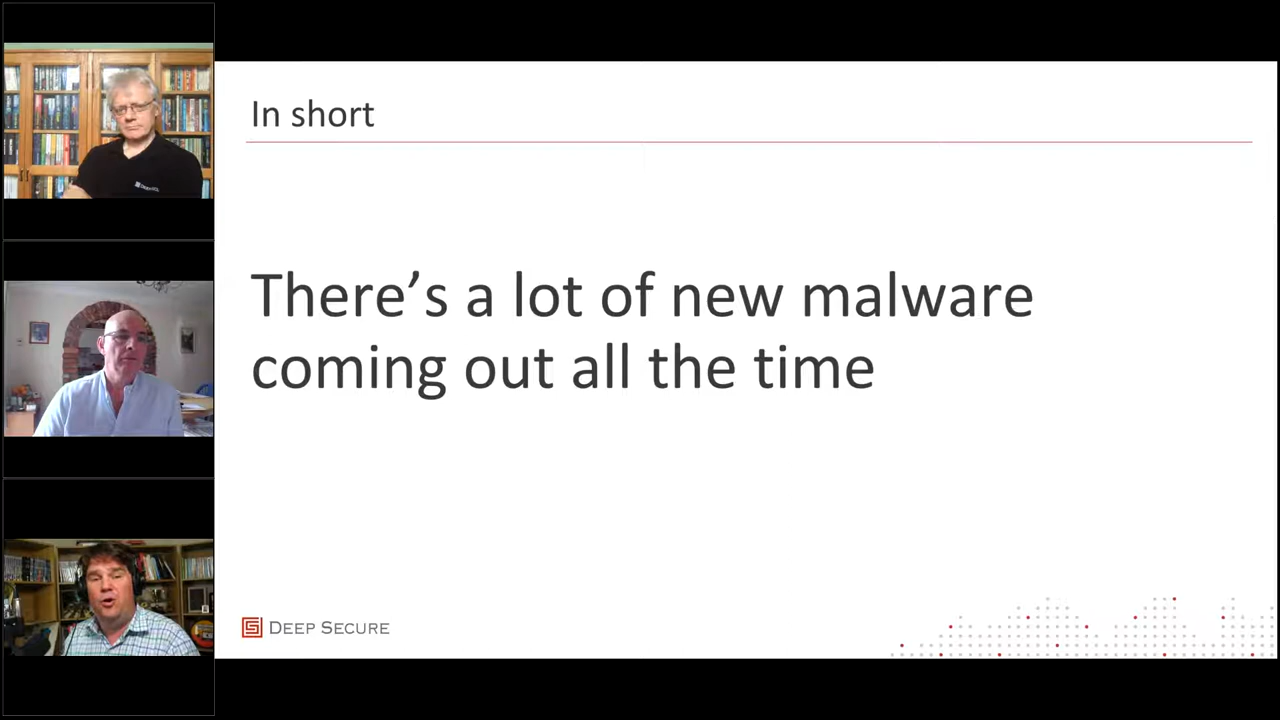 In short
There's a lot of new malware
coming out all the time
DEEP SECURE